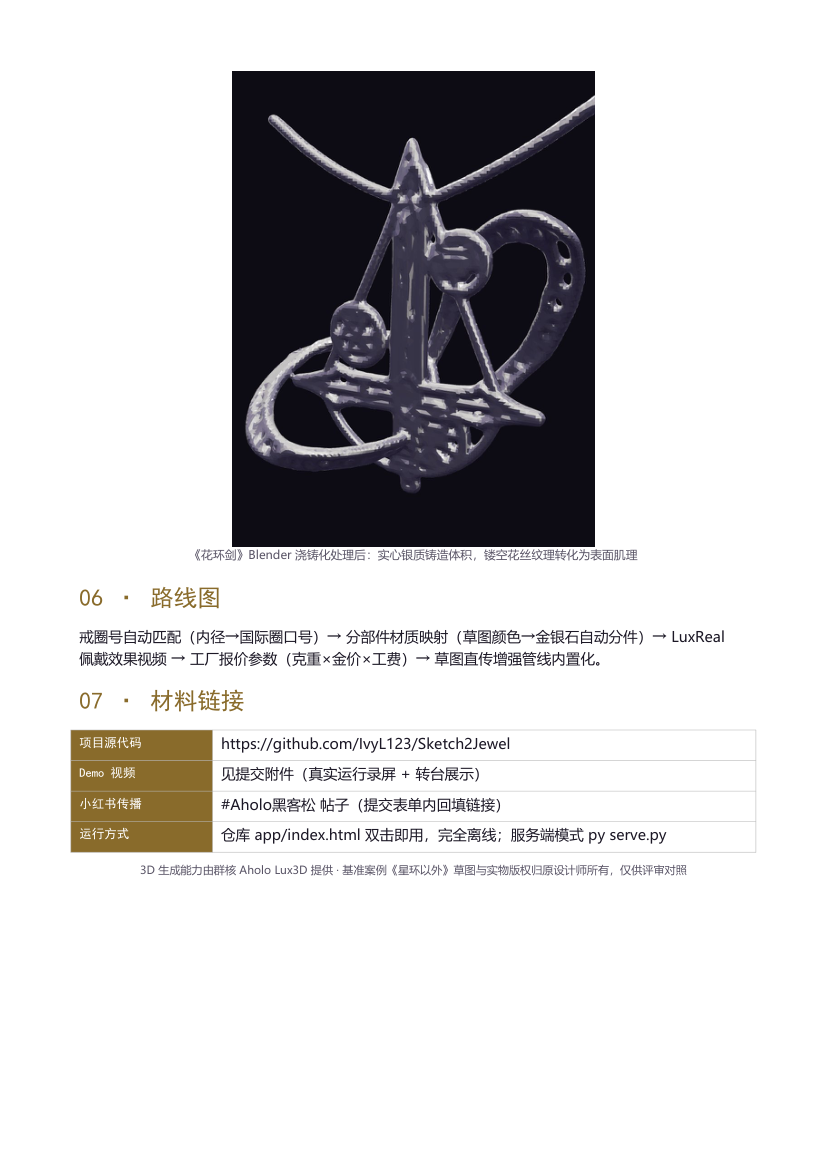 《花环剑》Blender 浇铸化处理后：实心银质铸造体积，镂空花丝纹理转化为表面肌理
06 · 路线图
戒圈号自动匹配（内径→国际圈口号）→ 分部件材质映射（草图颜色→金银石自动分件）→ LuxReal
佩戴效果视频 → 工厂报价参数（克重×金价×工费）→ 草图直传增强管线内置化。
07 · 材料链接
项目源代码 https://github.com/IvyL123/Sketch2Jewel
Demo 视频 见提交附件（真实运行录屏 + 转台展示）
小红书传播 #Aholo黑客松 帖子（提交表单内回填链接）
运行方式 仓库 app/index.html 双击即用，完全离线；服务端模式 py serve.py
3D 生成能力由群核 Aholo Lux3D 提供 · 基准案例《星环以外》草图与实物版权归原设计师所有，仅供评审对照